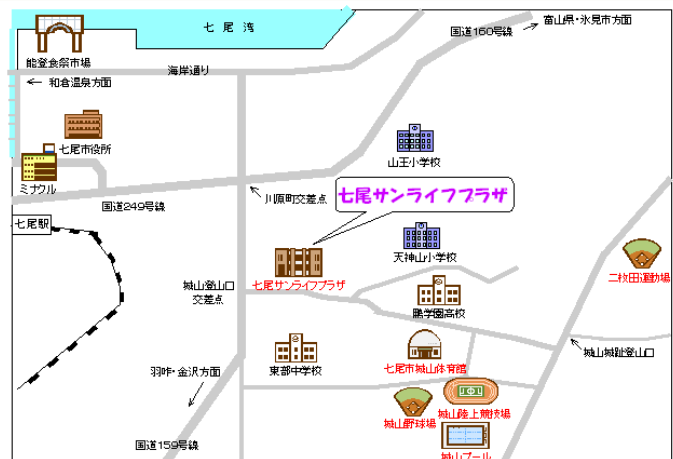 七尾湾
富山県・氷見市方面
国道160号線
能登食祭市場
海岸通り
← 和倉温泉方面
七尾市役所
山王小学校
ミナクル
川原町交差点
七尾サンライフプラザ
国道249号線
七尾駅
天神山小学校
二枚田運動場
城山登山口
交差点
七尾サンライフプラザ
鵬学園高校
城山城趾登山口
羽咋・金沢方面
東部中学校
七尾市城山体育館
城山陸上競技場
城山野球場
国道159号線
城山プール